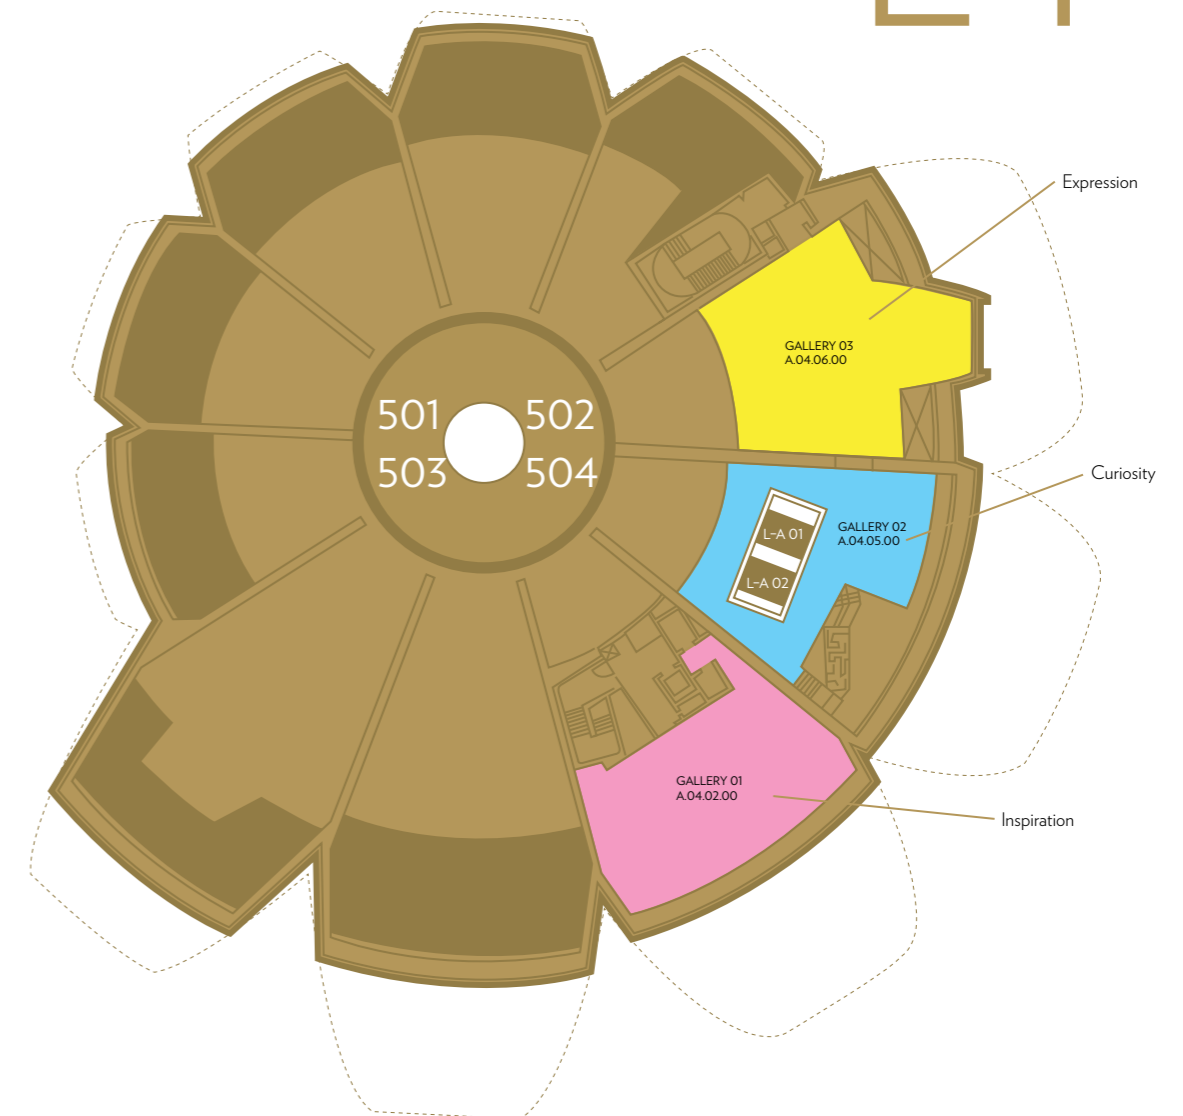 Expression
GALLERY 03
A.04.06.00
501 502
503 504
Curiosity
GALLERY 02
A.04.05.00
L-A 01
L-A 02
GALLERY 01
A.04.02.00
Inspiration